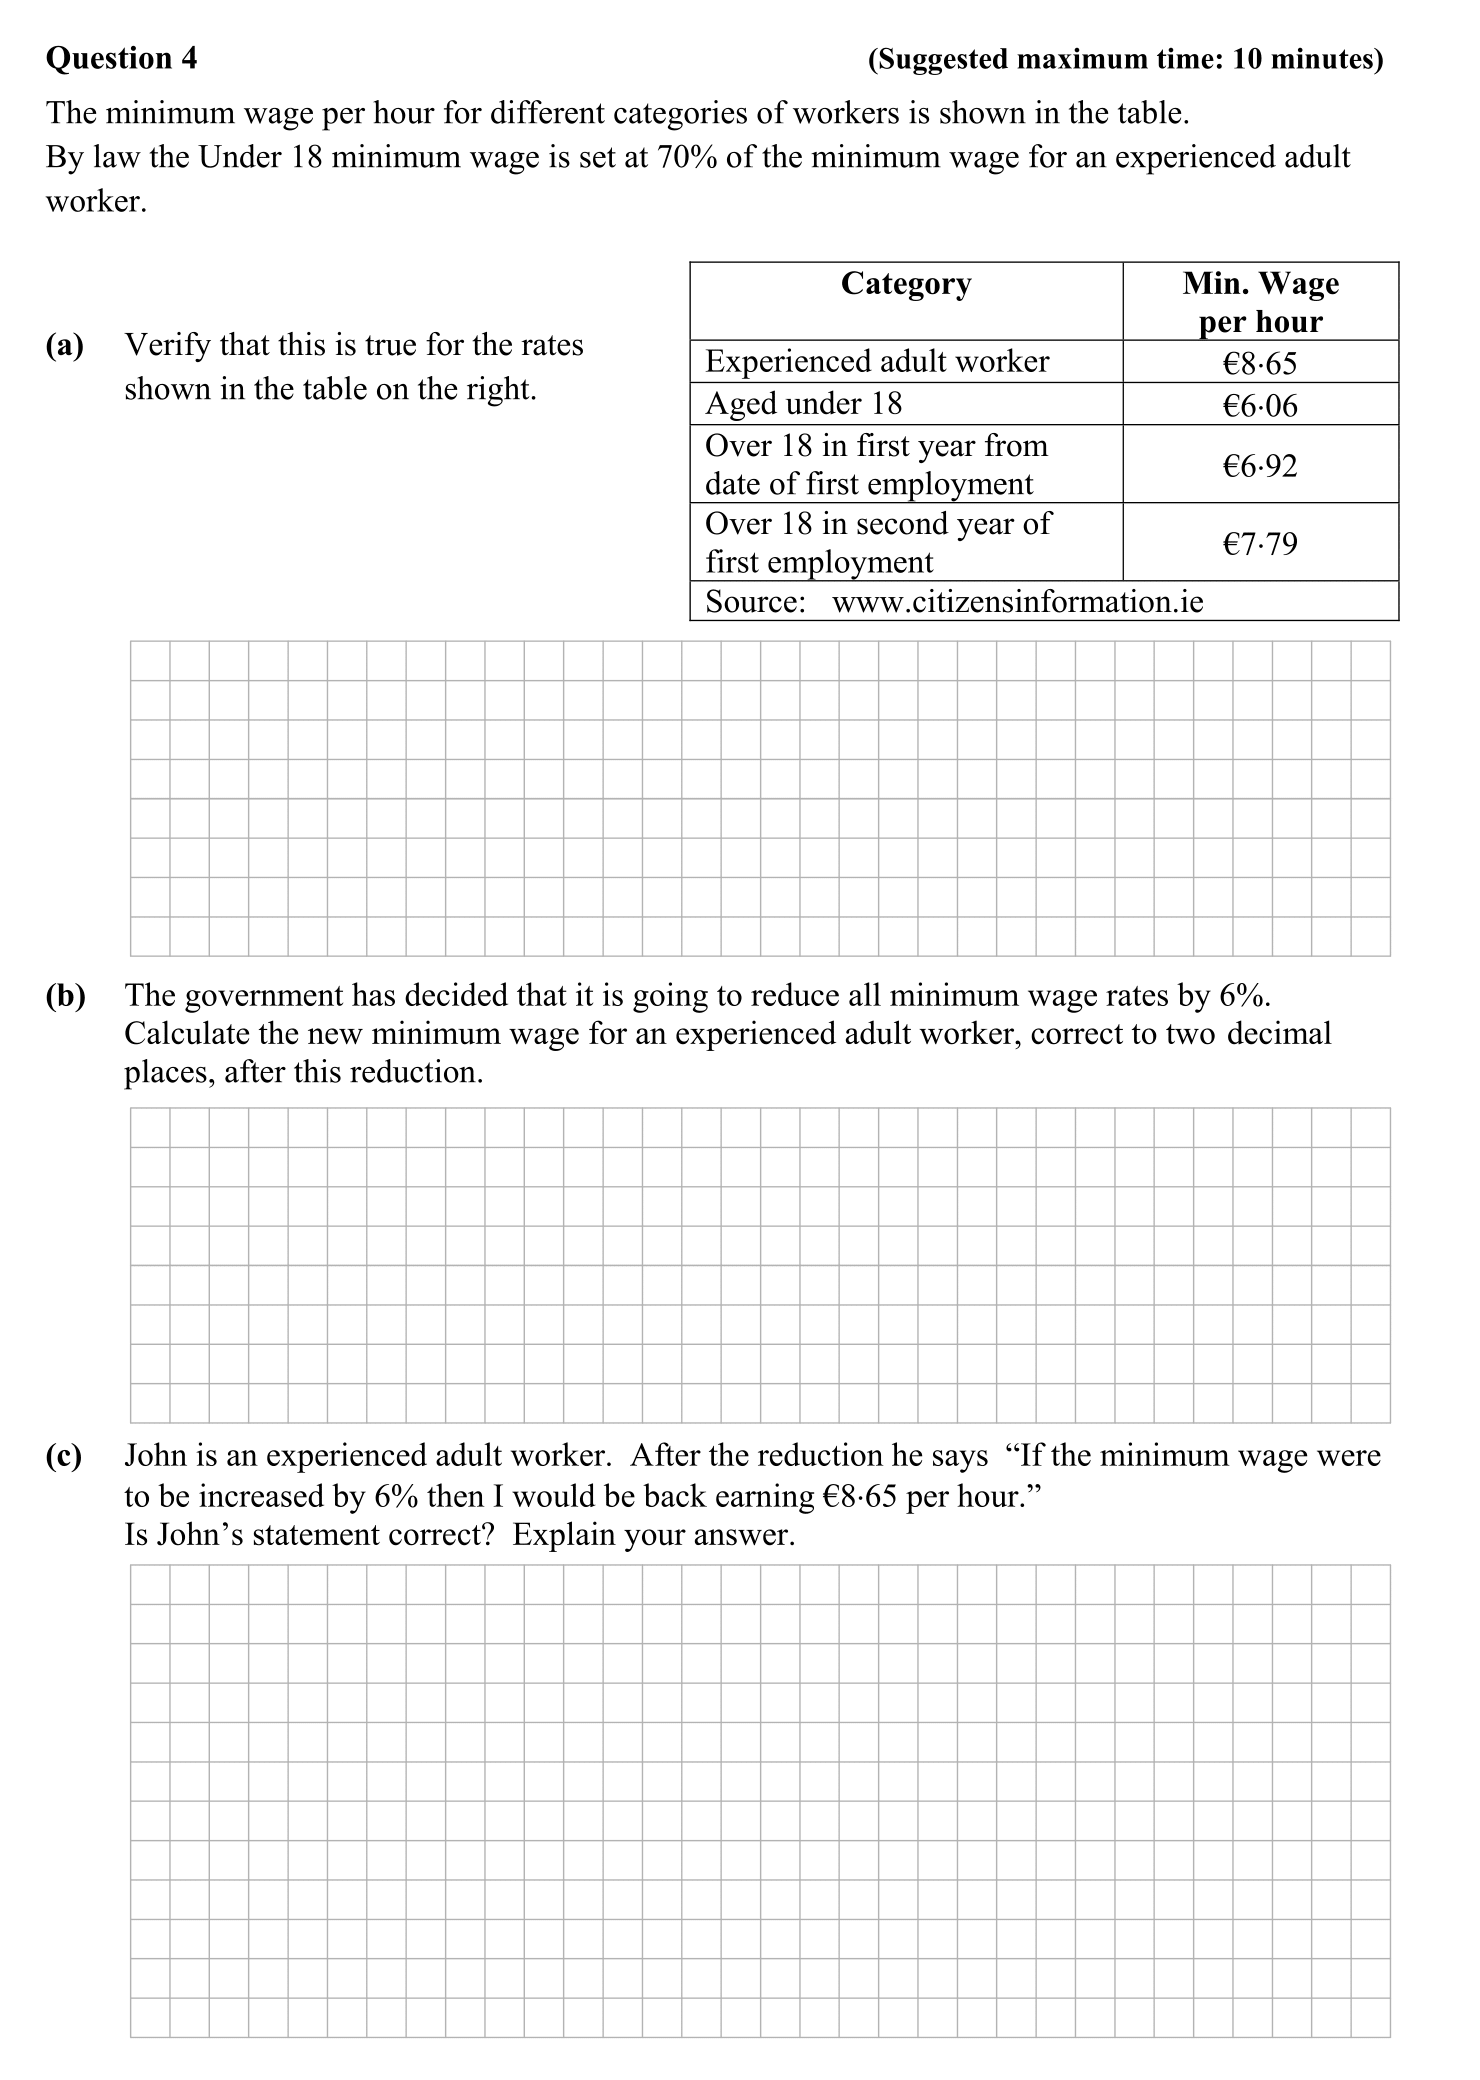 Question 4 (Suggested maximum time: 10 minutes)
The minimum wage per hour for different categories of workers is shown in the table.
By law the Under 18 minimum wage is set at 70% of the minimum wage for an experienced adult
worker.
(a) Verify that this is true for the rates
shown in the table on the right.
Category Min. Wage
per hour
Experienced adult worker €8·65
Aged under 18 €6·06
Over 18 in first year from
date of first employment €6·92
Over 18 in second year of
first employment €7·79
Source: www.citizensinformation.ie
(b) The government has decided that it is going to reduce all minimum wage rates by 6%.
Calculate the new minimum wage for an experienced adult worker, correct to two decimal
places, after this reduction.
(c) John is an experienced adult worker. After the reduction he says “If the minimum wage were
to be increased by 6% then I would be back earning €8·65 per hour.”
Is John’s statement correct? Explain your answer.